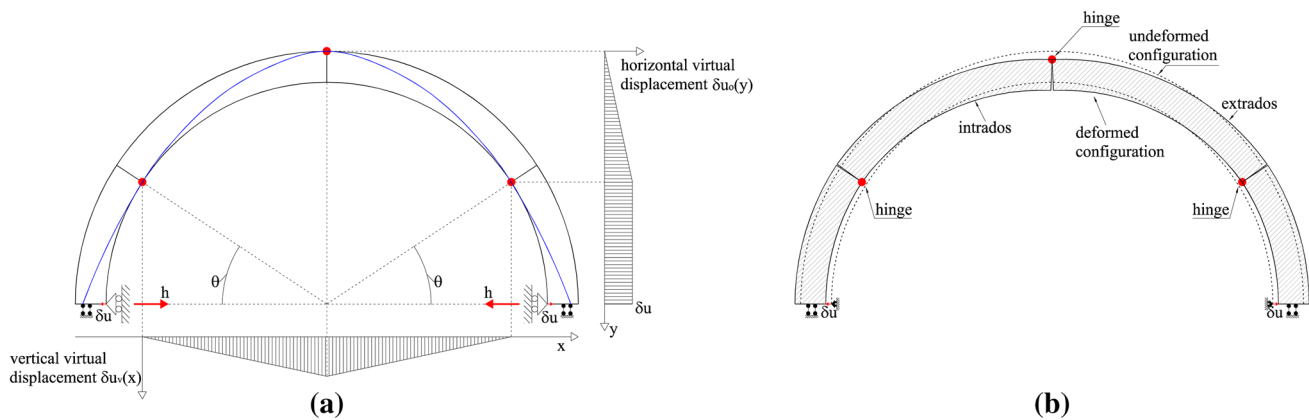 horizontal virtual
displacement δu₀(y)
θ
θ
h
h
δu
δu
δu
y
x
vertical virtual
displacement δuᵥ(x)
(a)
hinge
undeformed
configuration
extrados
intrados
deformed
configuration
hinge
hinge
δu
δu
(b)